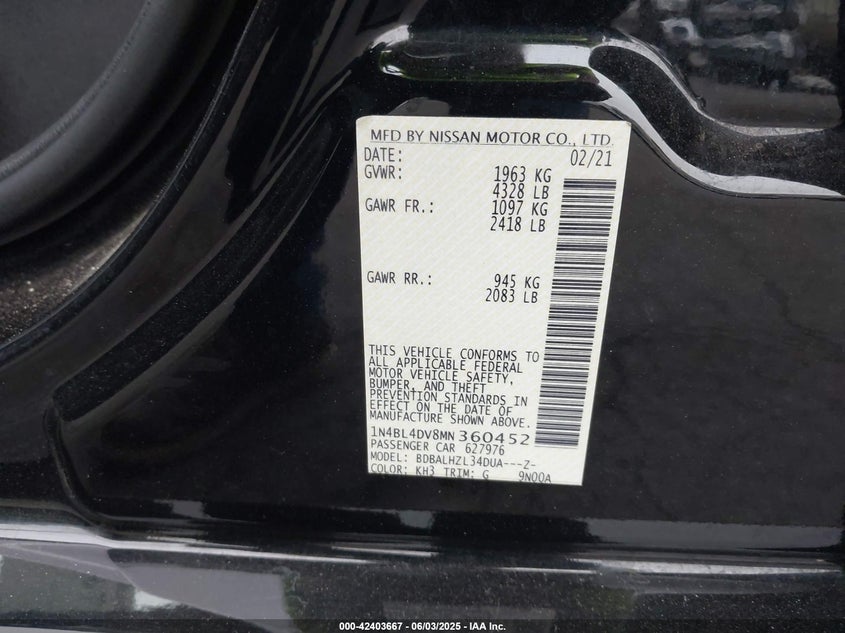 MFD BY NISSAN MOTOR CO., LTD.
DATE: 02/21
GVWR: 1963 KG
4328 LB
GAWR FR.: 1097 KG
2418 LB
GAWR RR.: 945 KG
2083 LB
THIS VEHICLE CONFORMS TO
ALL APPLICABLE FEDERAL
MOTOR VEHICLE SAFETY,
BUMPER, AND THEFT
PREVENTION STANDARDS IN
EFFECT ON THE DATE OF
MANUFACTURE SHOWN ABOVE.
1N4BL4DV8MN360452
PASSENGER CAR 627976
MODEL: BDBALHZL34DUA---Z-
COLOR: KH3 TRIM: G 9N00A
000-42403667 - 06/03/2025 - IAA Inc.